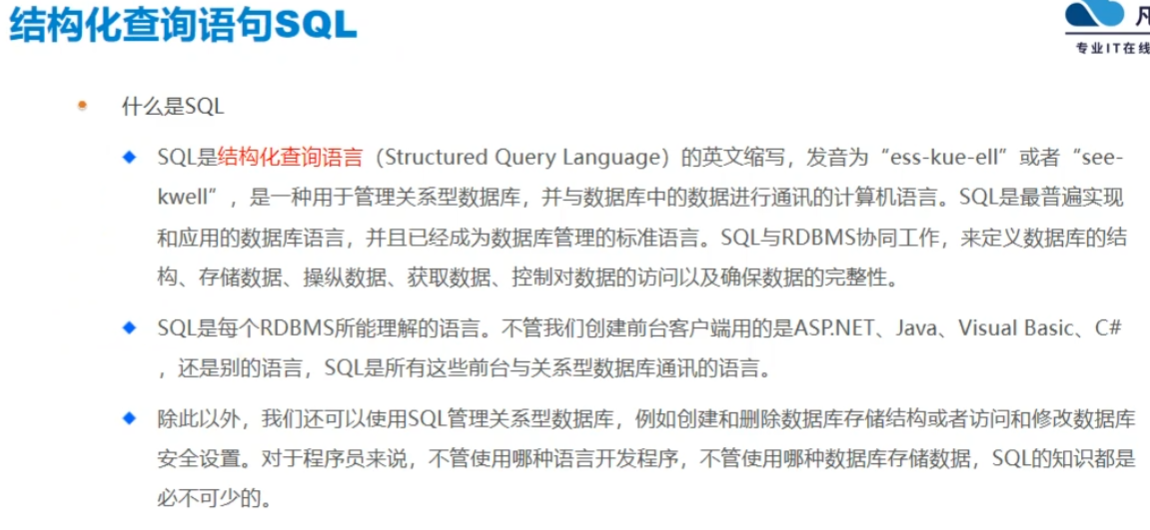 结构化查询语句SQL
凡
专业IT在线
什么是SQL
SQL是结构化查询语言（Structured Query Language）的英文缩写，发音为“ess-kue-ell”或者“see-
kwell”，是一种用于管理关系型数据库，并与数据库中的数据进行通讯的计算机语言。SQL是最普遍实现
和应用的数据库语言，并且已经成为数据库管理的标准语言。SQL与RDBMS协同工作，来定义数据库的结
构、存储数据、操纵数据、获取数据、控制对数据的访问以及确保数据的完整性。
SQL是每个RDBMS所能理解的语言。不管我们创建前台客户端用的是ASP.NET、Java、Visual Basic、C#
，还是别的语言，SQL是所有这些前台与关系型数据库通讯的语言。
除此以外，我们还可以使用SQL管理关系型数据库，例如创建和删除数据库存储结构或者访问和修改数据库
安全设置。对于程序员来说，不管使用哪种语言开发程序，不管使用哪种数据库存储数据，SQL的知识都是
必不可少的。